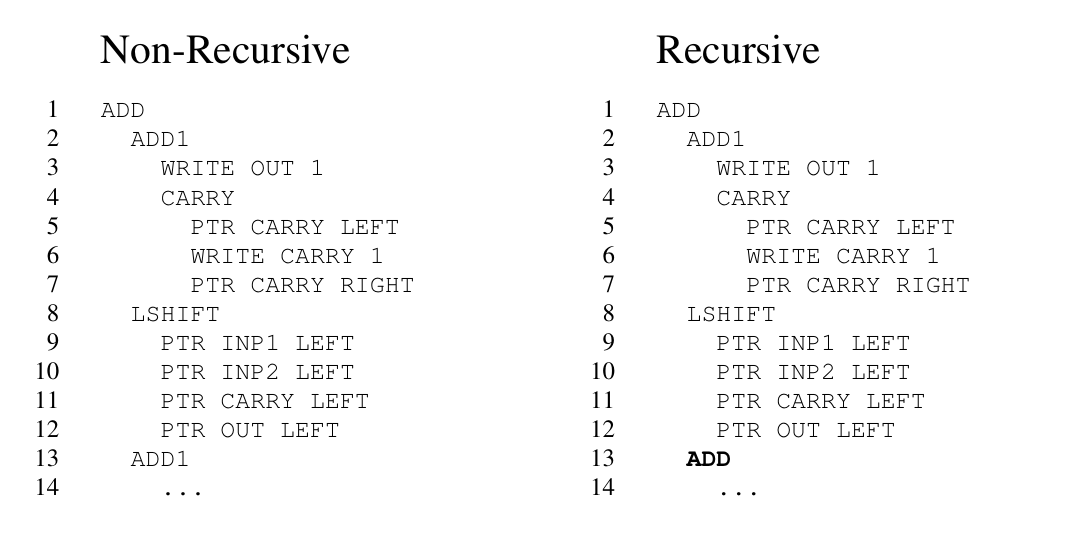 Non-Recursive
1 ADD
2 ADD1
3 WRITE OUT 1
4 CARRY
5 PTR CARRY LEFT
6 WRITE CARRY 1
7 PTR CARRY RIGHT
8 LSHIFT
9 PTR INP1 LEFT
10 PTR INP2 LEFT
11 PTR CARRY LEFT
12 PTR OUT LEFT
13 ADD1
14 ...
Recursive
1 ADD
2 ADD1
3 WRITE OUT 1
4 CARRY
5 PTR CARRY LEFT
6 WRITE CARRY 1
7 PTR CARRY RIGHT
8 LSHIFT
9 PTR INP1 LEFT
10 PTR INP2 LEFT
11 PTR CARRY LEFT
12 PTR OUT LEFT
13 ADD
14 ...